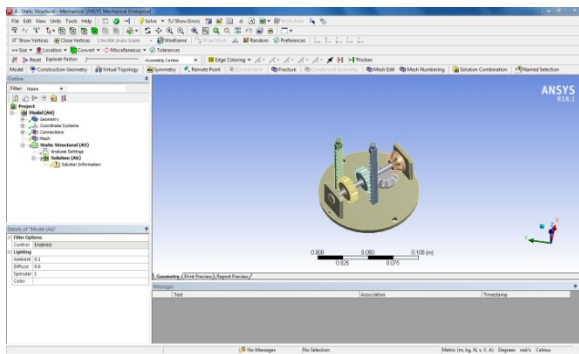 A : Static Structural - Mechanical [ANSYS Mechanical Enterprise]
File Edit View Units Tools Help Solve Show Errors
Show Vertices Close Vertices Wireframe Show Mesh Random Preferences
Size Location Convert Miscellaneous Tolerances
Reset Explode Factor: Assembly Center Edge Coloring Thicken
Model Construction Geometry Virtual Topology Symmetry Remote Point Connections Fracture Condensed Geometry Mesh Edit Mesh Numbering Solution Combination Named Selection
Outline
Filter: Name
Project
Model (A4)
Geometry
Coordinate Systems
Connections
Mesh
Static Structural (A5)
Analysis Settings
Solution (A6)
Solution Information
ANSYS
R18.1
Details of "Model (A4)"
Filter Options
Control Enabled
Lighting
Ambient 0.1
Diffuse 0.6
Specular 1
Color
0.000 0.050 0.100 (m)
0.025 0.075
Geometry Print Preview Report Preview
Messages
Text Association Timestamp
No Messages No Selection Metric (m, kg, N, s, V, A) Degrees rad/s Celsius